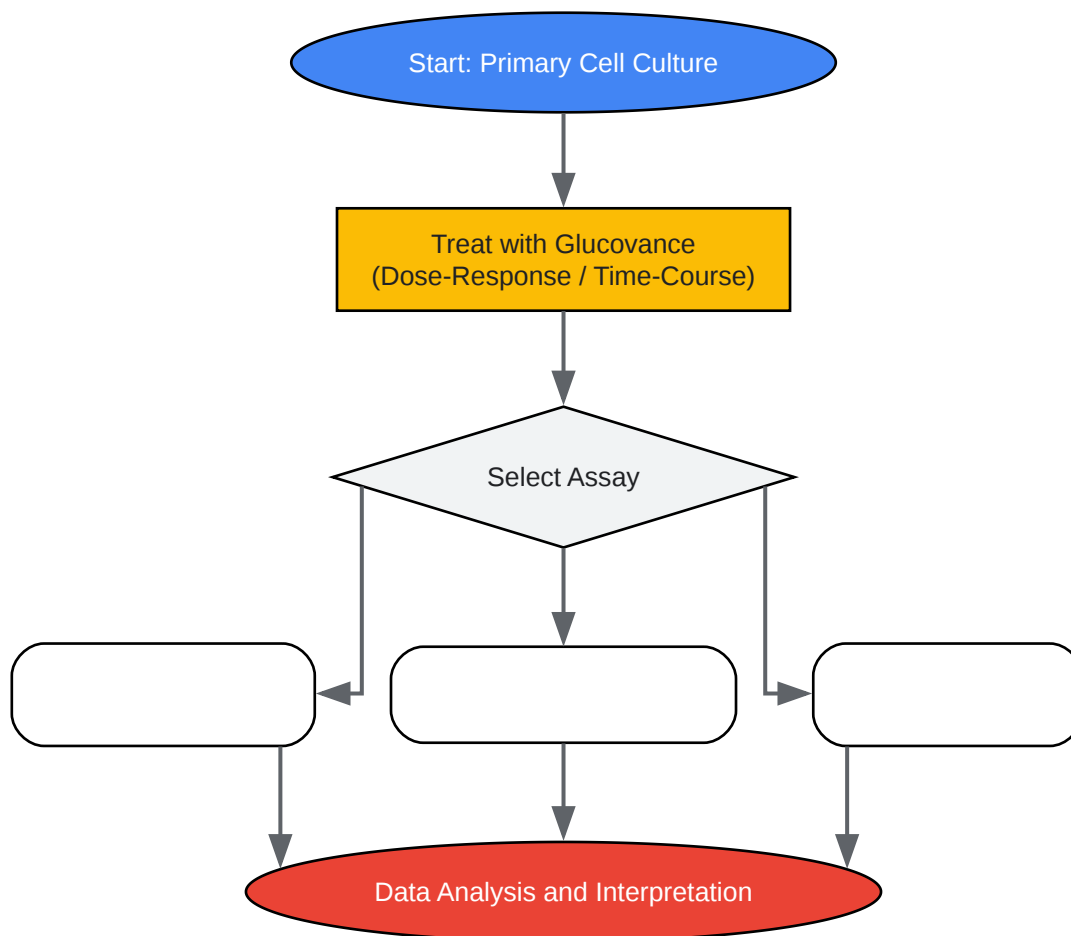 Start: Primary Cell Culture
Treat with Glucovance
(Dose-Response / Time-Course)
Select Assay
Data Analysis and Interpretation